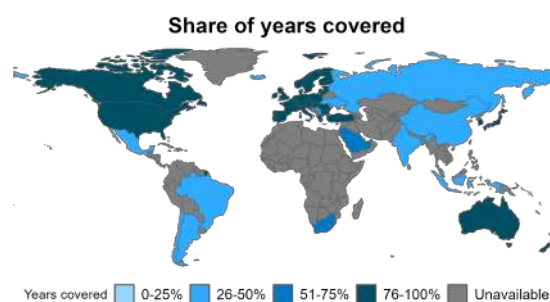 Share of years covered
Years covered 0-25% 26-50% 51-75% 76-100% Unavailable